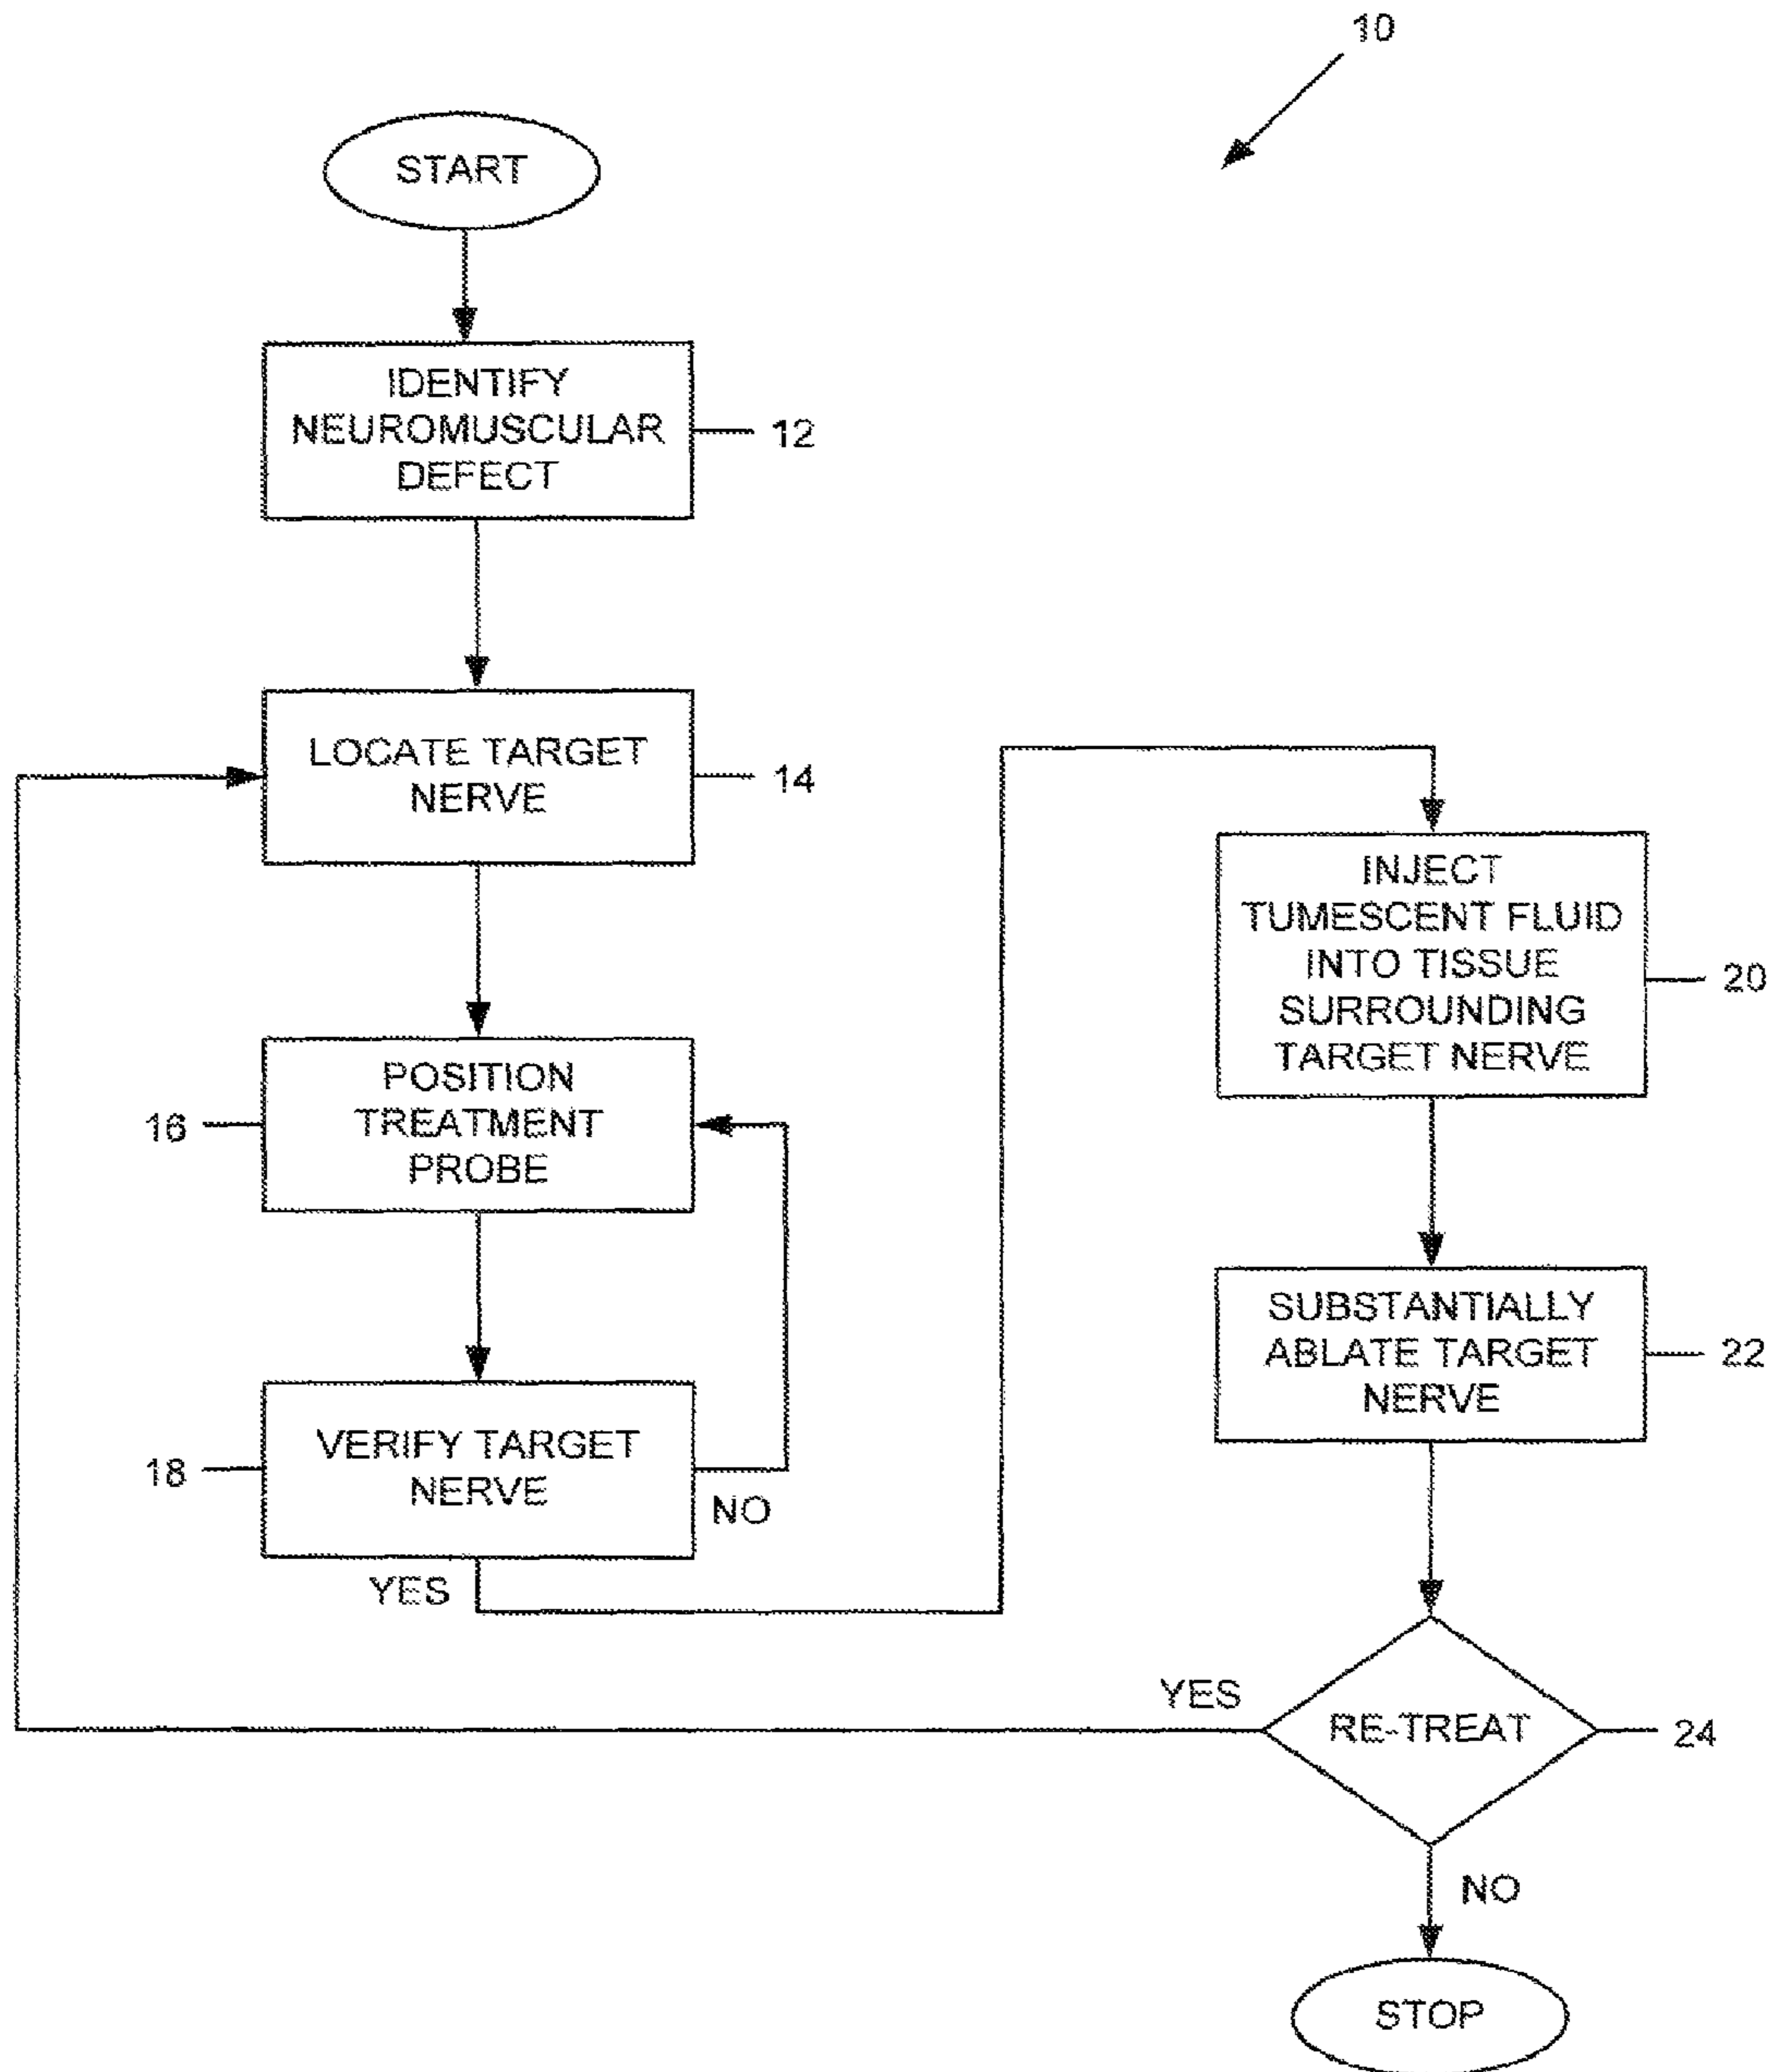 10
START
IDENTIFY
NEUROMUSCULAR
DEFECT
12
LOCATE TARGET
NERVE
14
POSITION
TREATMENT
PROBE
16
VERIFY TARGET
NERVE
18
NO
YES
INJECT
TUMESCENT FLUID
INTO TISSUE
SURROUNDING
TARGET NERVE
20
SUBSTANTIALLY
ABLATE TARGET
NERVE
22
YES
RE-TREAT
24
NO
STOP